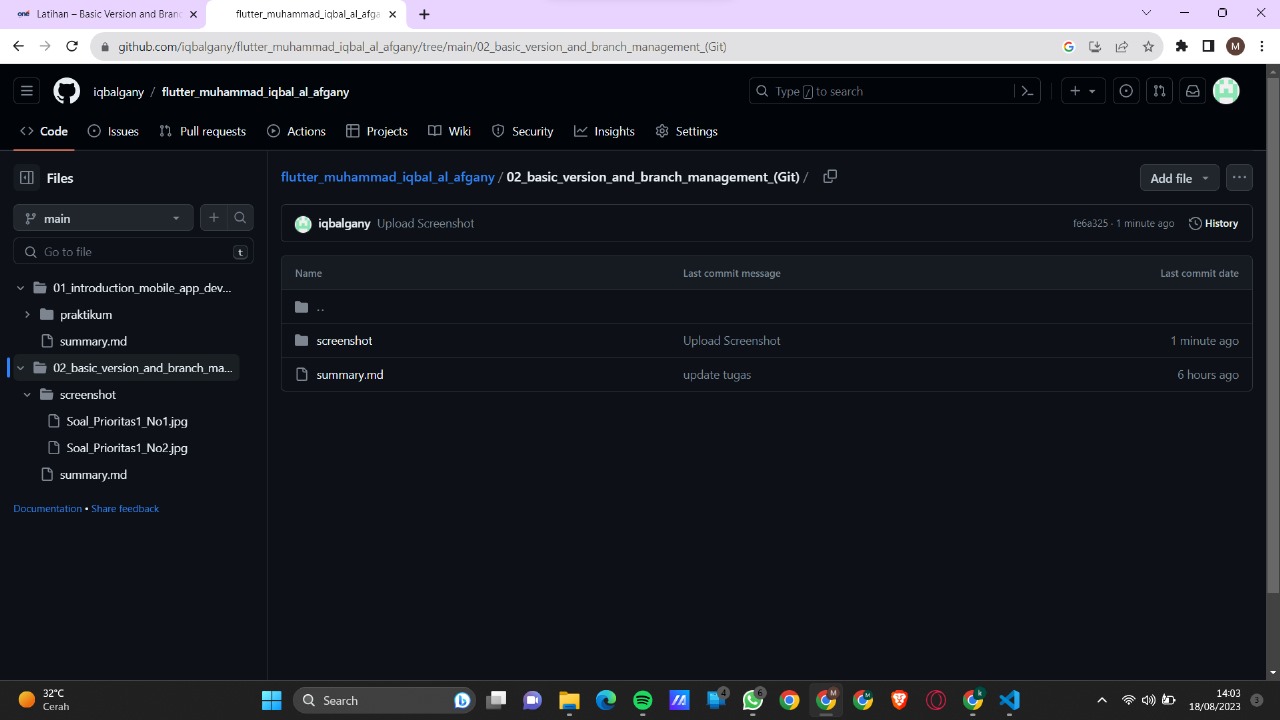 one Latihan – Basic Version and Branc
flutter_muhammad_iqbal_al_afga
github.com/iqbalgany/flutter_muhammad_iqbal_al_afgany/tree/main/02_basic_version_and_branch_management_(Git)
M
iqbalgany / flutter_muhammad_iqbal_al_afgany
Type / to search
Code Issues Pull requests Actions Projects Wiki Security Insights Settings
Files
main
Go to file t
01_introduction_mobile_app_dev...
praktikum
summary.md
02_basic_version_and_branch_ma...
screenshot
Soal_Prioritas1_No1.jpg
Soal_Prioritas1_No2.jpg
summary.md
Documentation • Share feedback
flutter_muhammad_iqbal_al_afgany / 02_basic_version_and_branch_management_(Git) /
Add file
iqbalgany Upload Screenshot
fe6a325 · 1 minute ago History
Name Last commit message Last commit date
..
screenshot Upload Screenshot 1 minute ago
summary.md update tugas 6 hours ago
32°C
Cerah
Search
4
6
M
M
k
14:03
18/08/2023
3